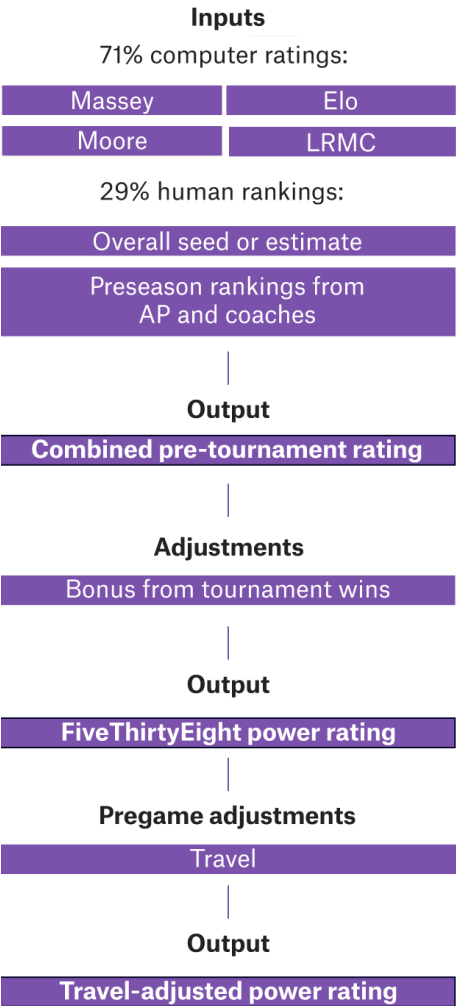 Inputs
71% computer ratings:
Massey
Elo
Moore
LRMC
29% human rankings:
Overall seed or estimate
Preseason rankings from
AP and coaches
Output
Combined pre-tournament rating
Adjustments
Bonus from tournament wins
Output
FiveThirtyEight power rating
Pregame adjustments
Travel
Output
Travel-adjusted power rating